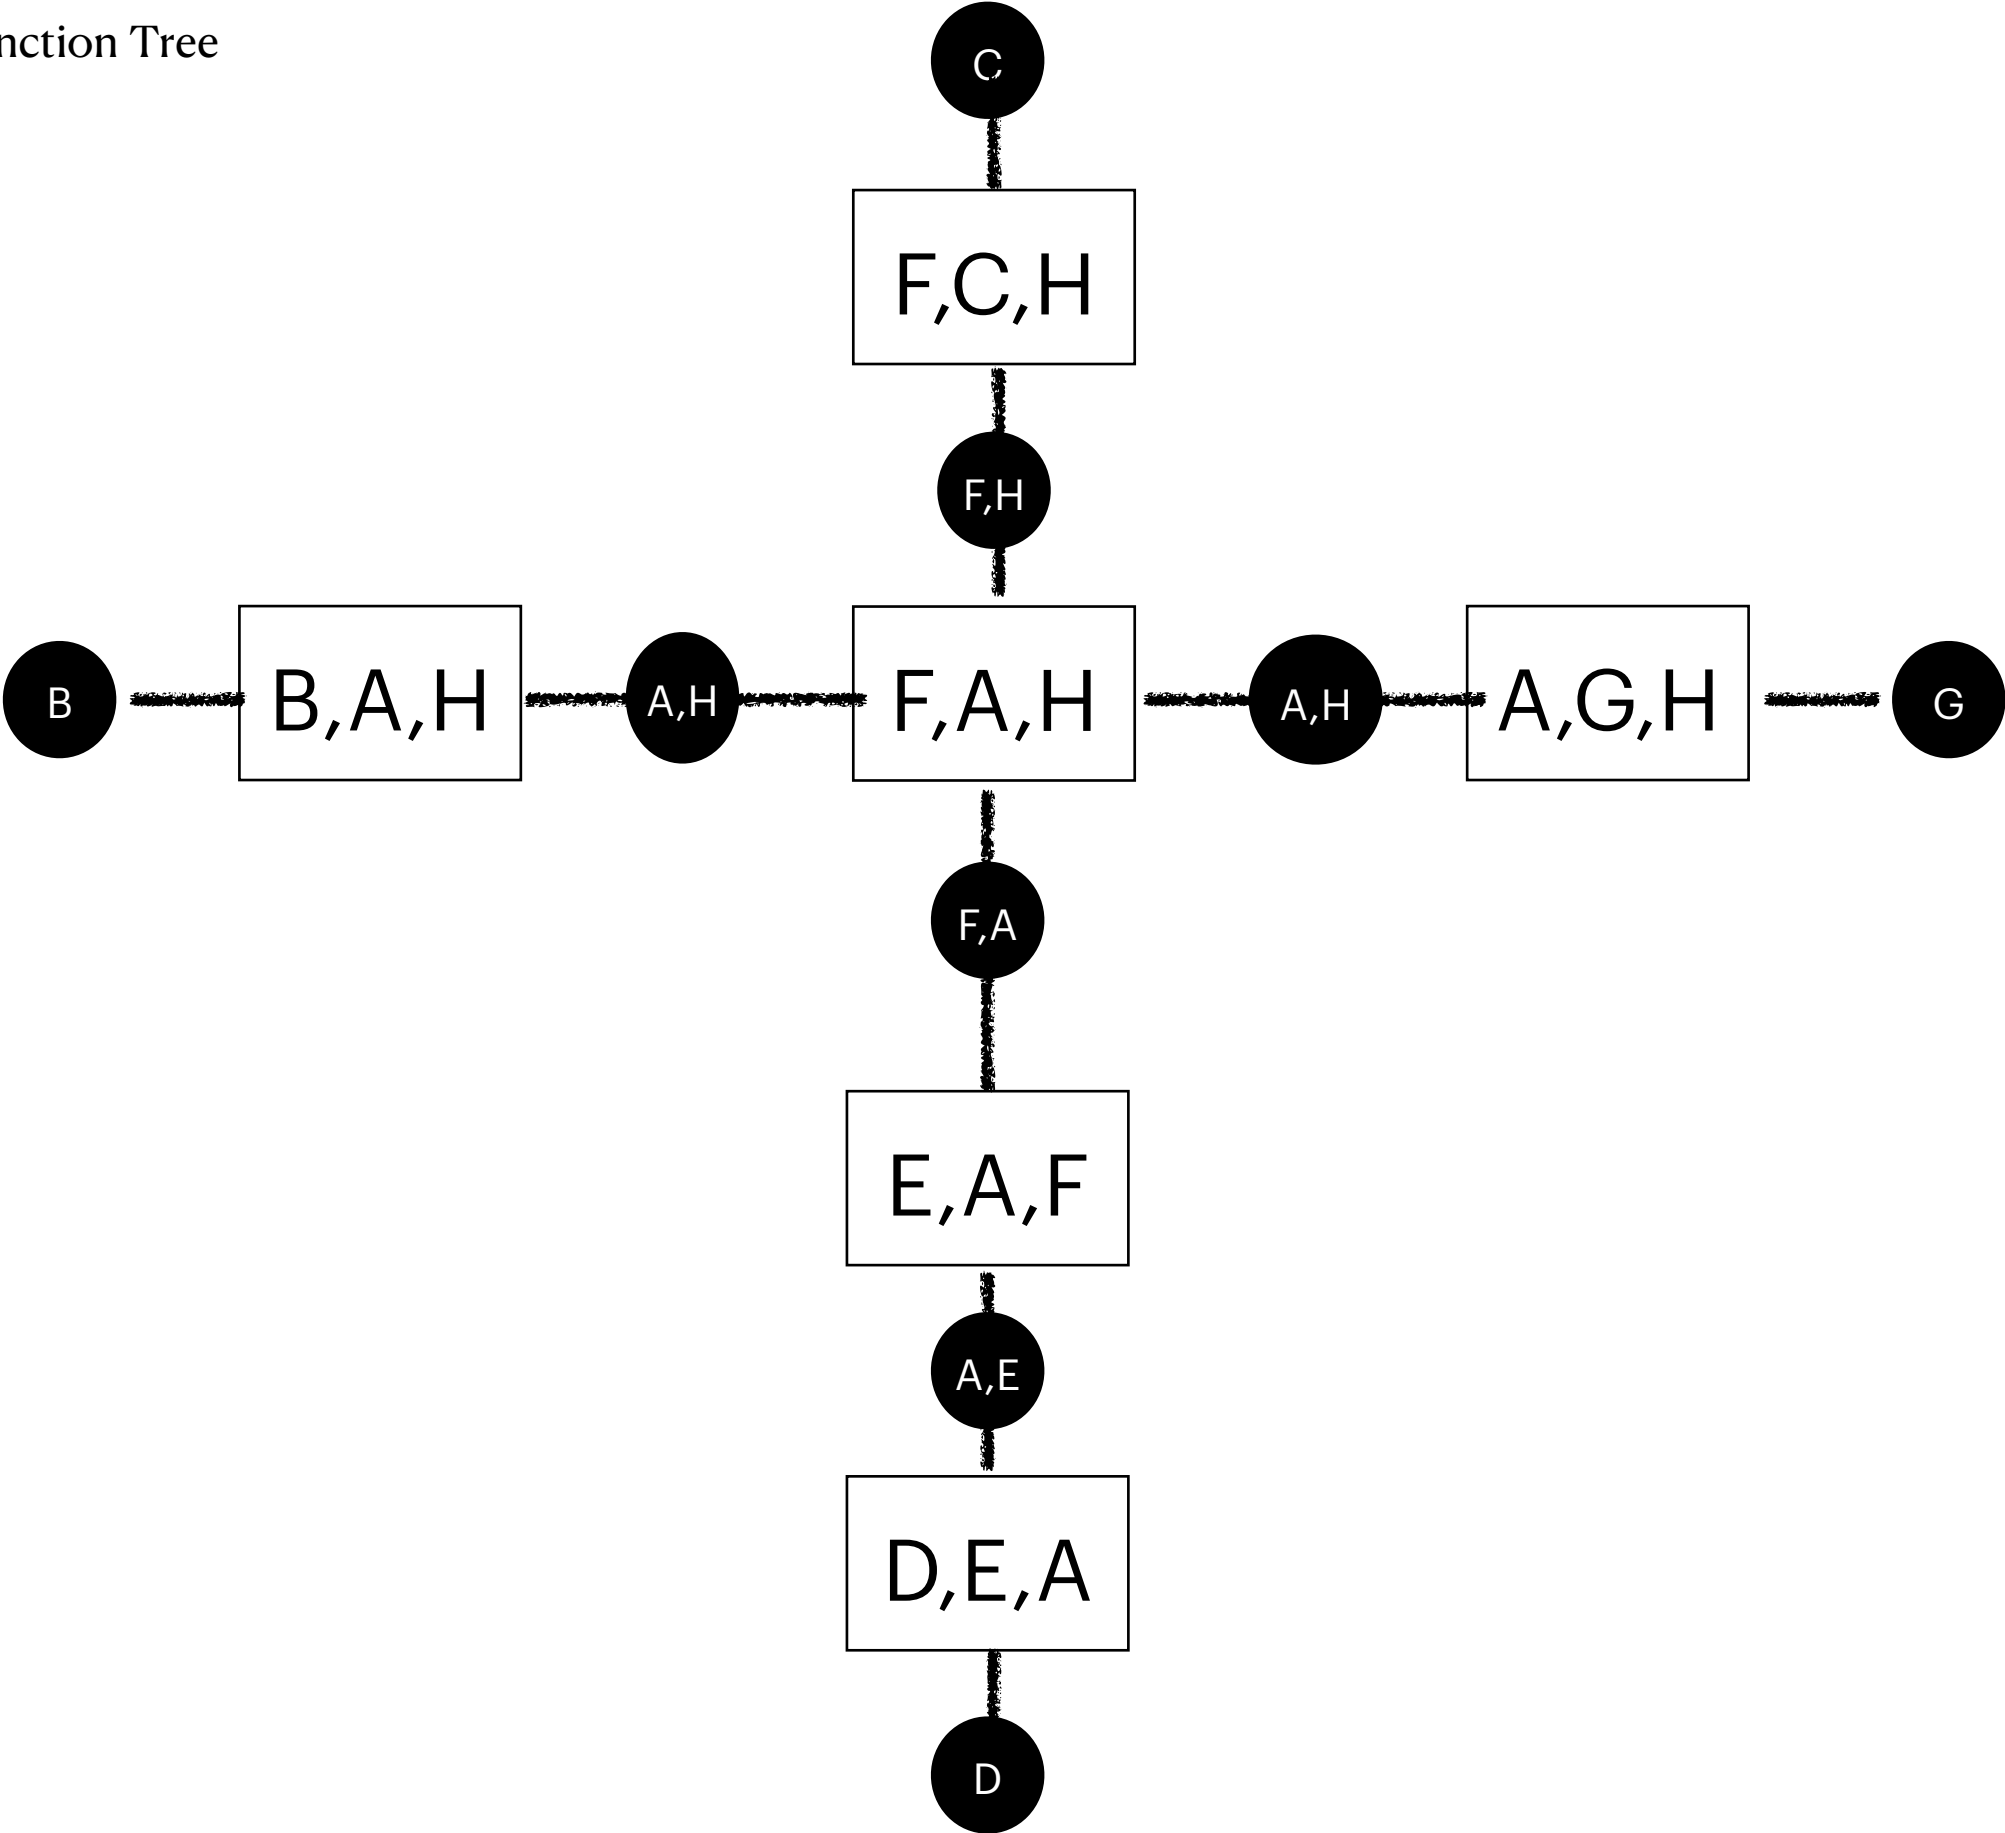 nction Tree
C
F,C,H
F,H
B
B,A,H
A,H
F,A,H
A,H
A,G,H
G
F,A
E,A,F
A,E
D,E,A
D